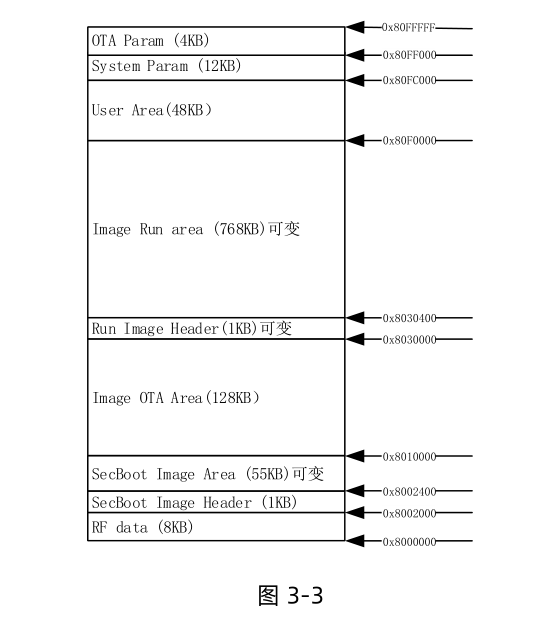 0x80FFFFF
OTA Param (4KB)
0x80FF000
System Param (12KB)
0x80FC000
User Area(48KB)
0x80F0000
Image Run area (768KB)可变
0x8030400
Run Image Header(1KB)可变
0x8030000
Image OTA Area(128KB)
0x8010000
SecBoot Image Area (55KB)可变
0x8002400
SecBoot Image Header (1KB)
0x8002000
RF data (8KB)
0x8000000
图 3-3